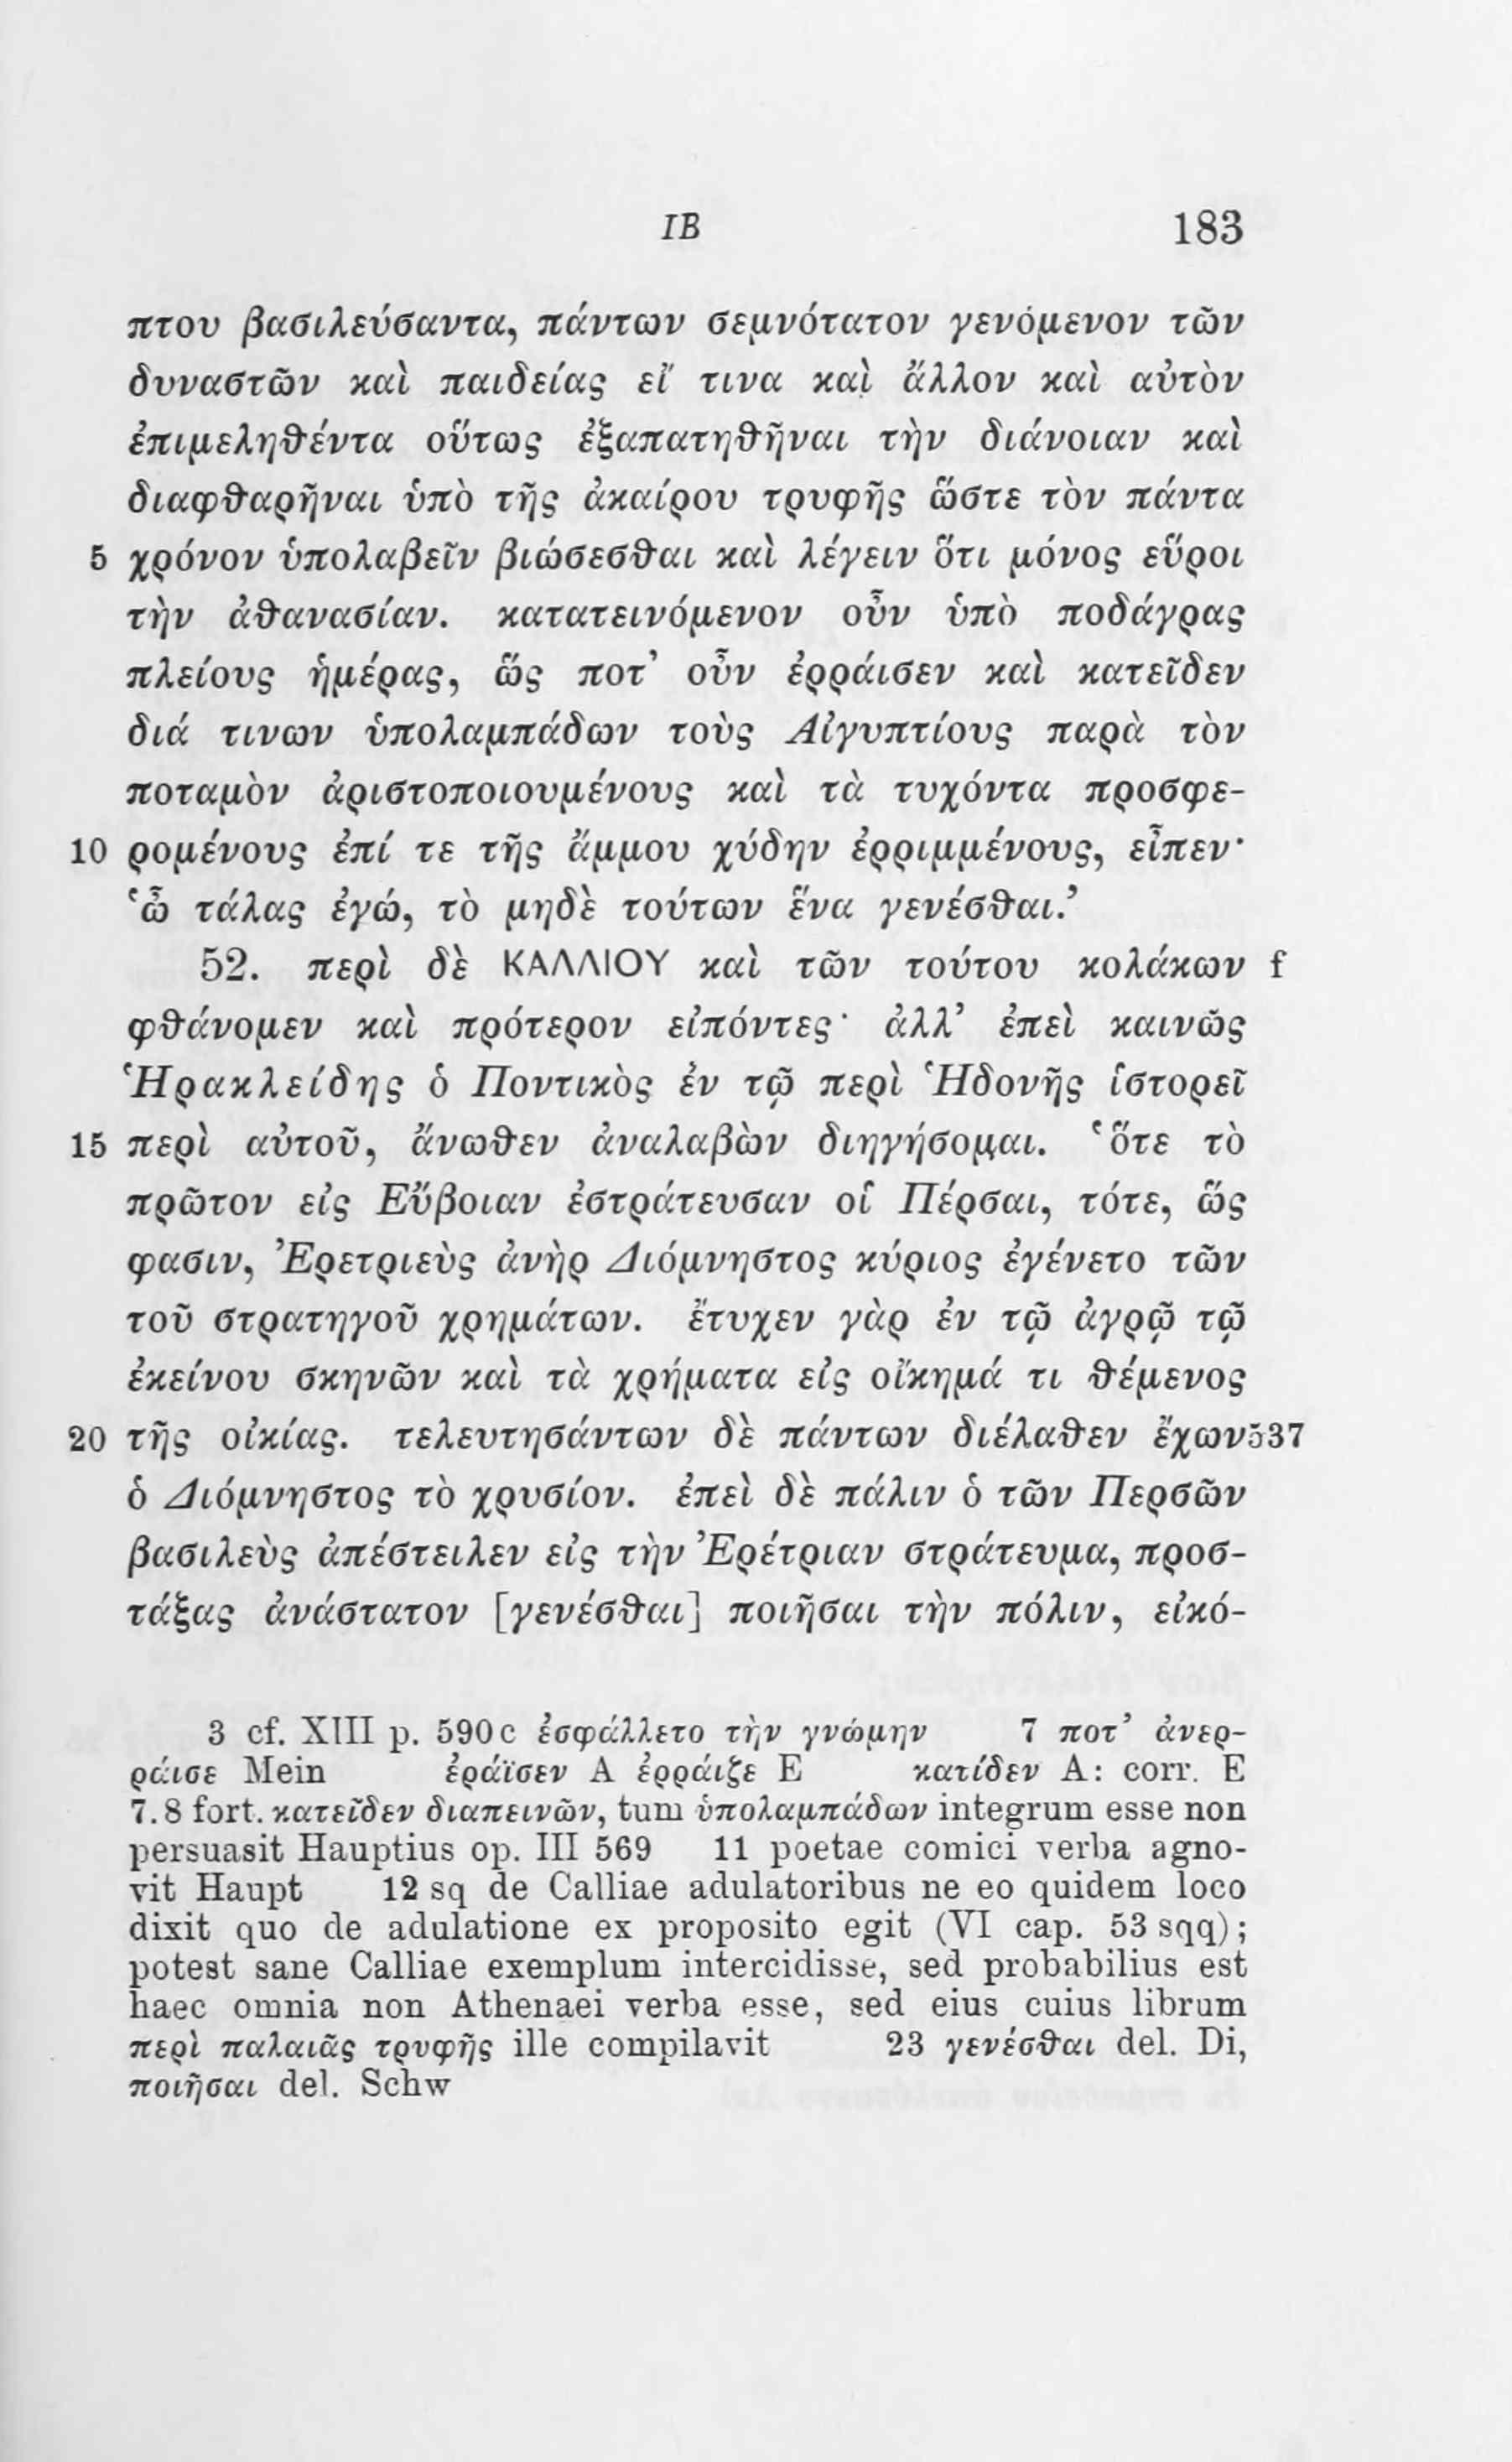 ΙΒ 183
πτου βασιλεύσαντα, πάντων σεμνότατον γενόμενον τῶν
δυναστῶν καὶ παιδείας εἴ τινα καὶ ἄλλον καὶ αὐτὸν
ἐπιμεληθέντα οὕτως ἐξαπατηθῆναι τὴν διάνοιαν καὶ
διαφθαρῆναι ὑπὸ τῆς ἀκαίρου τρυφῆς ὥστε τὸν πάντα
5 χρόνον ὑπολαβεῖν βιώσεσθαι καὶ λέγειν ὅτι μόνος εὕροι
τὴν ἀθανασίαν. κατατεινόμενον οὖν ὑπὸ ποδάγρας
πλείους ἡμέρας, ὥς ποτ’ οὖν ἐρράισεν καὶ κατεῖδεν
διά τινων ὑπολαμπάδων τοὺς Αἰγυπτίους παρὰ τὸν
ποταμὸν ἀριστοποιουμένους καὶ τὰ τυχόντα προσφε-
10 ρομένους ἐπί τε τῆς ἄμμου χύδην ἐρριμμένους, εἶπεν·
‘ὦ τάλας ἐγώ, τὸ μηδὲ τούτων ἕνα γενέσθαι.’
52. περὶ δὲ ΚΑΛΛΙΟΥ καὶ τῶν τούτου κολάκων f
φθάνομεν καὶ πρότερον εἰπόντες· ἀλλ’ ἐπεὶ καινῶς
Ἡρακλείδης ὁ Ποντικὸς ἐν τῷ περὶ Ἡδονῆς ἱστορεῖ
15 περὶ αὐτοῦ, ἄνωθεν ἀναλαβὼν διηγήσομαι. ‘ὅτε τὸ
πρῶτον εἰς Εὔβοιαν ἐστράτευσαν οἱ Πέρσαι, τότε, ὥς
φασιν, Ἐρετριεὺς ἀνὴρ Διόμνηστος κύριος ἐγένετο τῶν
τοῦ στρατηγοῦ χρημάτων. ἔτυχεν γὰρ ἐν τῷ ἀγρῷ τῷ
ἐκείνου σκηνῶν καὶ τὰ χρήματα εἰς οἴκημά τι θέμενος
20 τῆς οἰκίας. τελευτησάντων δὲ πάντων διέλαθεν ἔχων 537
ὁ Διόμνηστος τὸ χρυσίον. ἐπεὶ δὲ πάλιν ὁ τῶν Περσῶν
βασιλεὺς ἀπέστειλεν εἰς τὴν Ἐρέτριαν στράτευμα, προσ-
τάξας ἀνάστατον [γενέσθαι] ποιῆσαι τὴν πόλιν, εἰκό-
3 cf. XIII p. 590c ἐσφάλλετο τὴν γνώμην 7 ποτ’ ἀνερ-
ράισε Mein ἐράϊσεν A ἐρράιζε E κατίδεν A: corr. E
7. 8 fort. κατεῖδεν διαπεινῶν, tum ὑπολαμπάδων integrum esse non
persuasit Hauptius op. III 569 11 poetae comici verba agno-
vit Haupt 12 sq de Calliae adulatoribus ne eo quidem loco
dixit quo de adulatione ex proposito egit (VI cap. 53 sqq);
potest sane Calliae exemplum intercidisse, sed probabilius est
haec omnia non Athenaei verba esse, sed eius cuius librum
περὶ παλαιᾶς τρυφῆς ille compilavit 23 γενέσθαι del. Di,
ποιῆσαι del. Schw